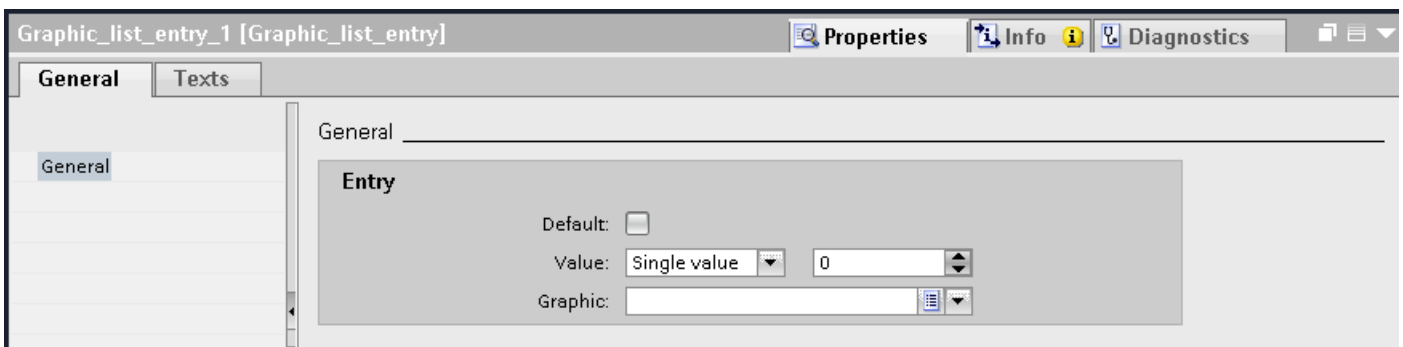 Graphic_list_entry_1 [Graphic_list_entry] Properties Info Diagnostics
General Texts
General
General
Entry
Default:
Value: Single value 0
Graphic: